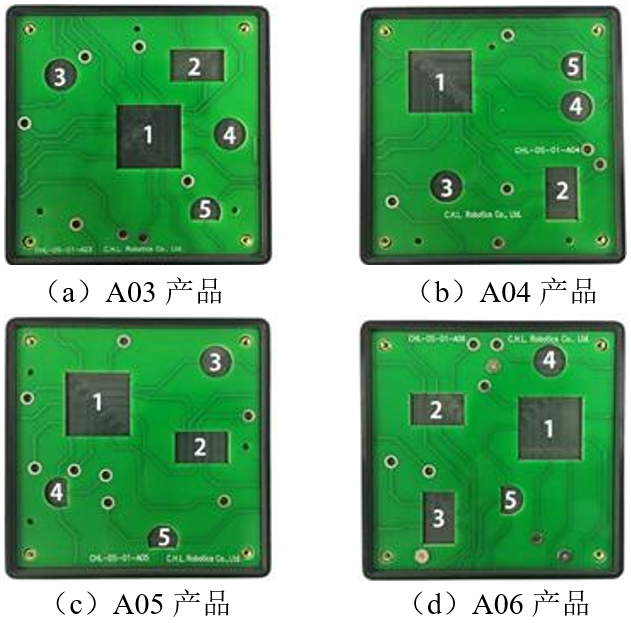 3
2
1
4
5
CHL-DS-01-A03 C.H.L. Robotics Co., Ltd.
(a) A03 产品
1
5
4
CHL-DS-01-A04
3
2
C.H.L. Robotics Co., Ltd.
(b) A04 产品
3
1
2
4
5
CHL-DS-01-A05 C.H.L. Robotics Co., Ltd.
(c) A05 产品
CHL-DS-01-A06 C.H.L. Robotics Co., Ltd.
4
2
1
5
3
(d) A06 产品